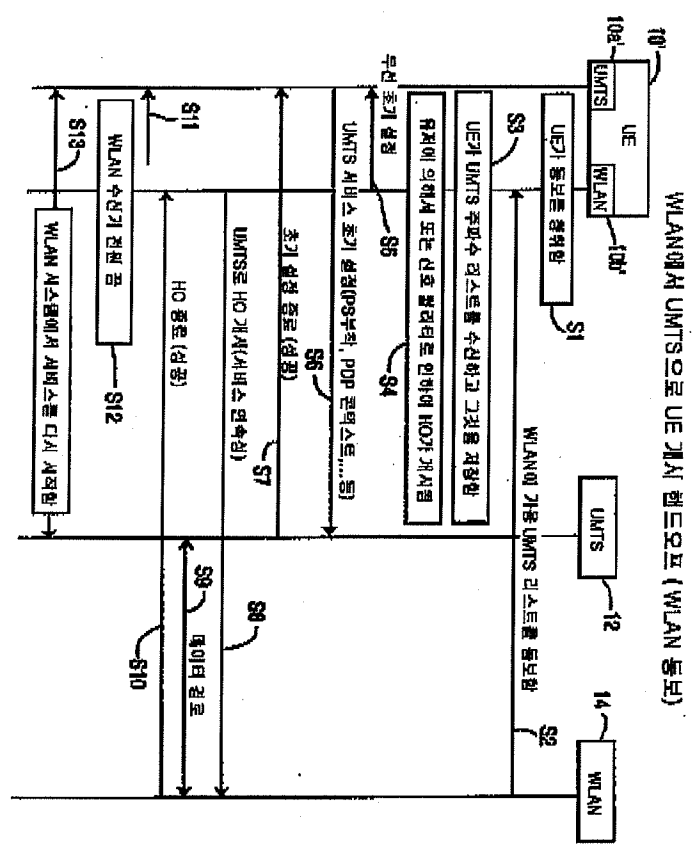 WLAN에서 UMTS으로 UE 개시 핸드오프 (WLAN 통보)
10'
UE
10a'
UMTS
WLAN
10b'
UMTS
12
14
WLAN
UE가 통보를 청취함
S1
WLAN이 가용 UMTS 리스트를 통보함
S2
UE가 UMTS 주파수 리스트를 수신하고 그것을 저장함
S3
유저에 의해서 또는 신호 퀄리티로 인하여 HO가 개시됨
S4
무선 초기 설정
S5
UMTS 서비스 초기 설정(PS부착, PDP 콘텍스트,...등)
S6
초기 설정 종료 (성공)
S7
UMTS로 HO 개시(서비스 연속성)
S8
데이터 경로
S9
HO 종료 (성공)
S10
S11
WLAN 수신기 전원 끔
S12
WLAN 시스템에서 서비스를 다시 시작함
S13